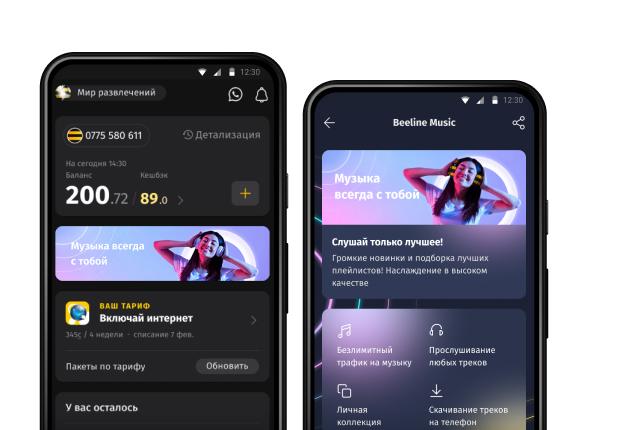 12:30
Мир развлечений
0775 580 611
Детализация
На сегодня 14:30
Баланс
Кешбэк
200.72 / 89.0
+
Музыка всегда
с тобой
ВАШ ТАРИФ
Включай интернет
345с / 4 недели · списание 7 фев.
Пакеты по тарифу
Обновить
У вас осталось
12:30
Beeline Music
Музыка
всегда с тобой
Слушай только лучшее!
Громкие новинки и подборка лучших
плейлистов! Наслаждение в высоком
качестве
Безлимитный
трафик на музыку
Прослушивание
любых треков
Личная
коллекция
Скачивание треков
на телефон